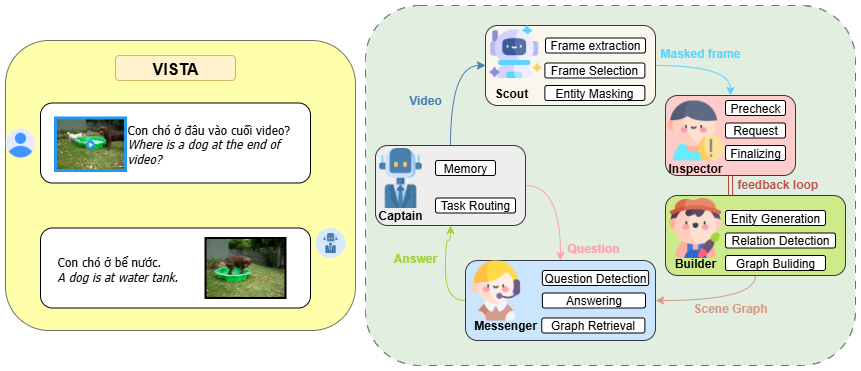 VISTA
Con chó ở đâu vào cuối video?
Where is a dog at the end of
video?
Con chó ở bể nước.
A dog is at water tank.
Video
Frame extraction
Frame Selection
Entity Masking
Scout
Masked frame
Precheck
Request
Finalizing
Inspector
feedback loop
Memory
Task Routing
Captain
Enity Generation
Relation Detection
Graph Buliding
Builder
Question
Answer
Question Detection
Answering
Graph Retrieval
Messenger
Scene Graph